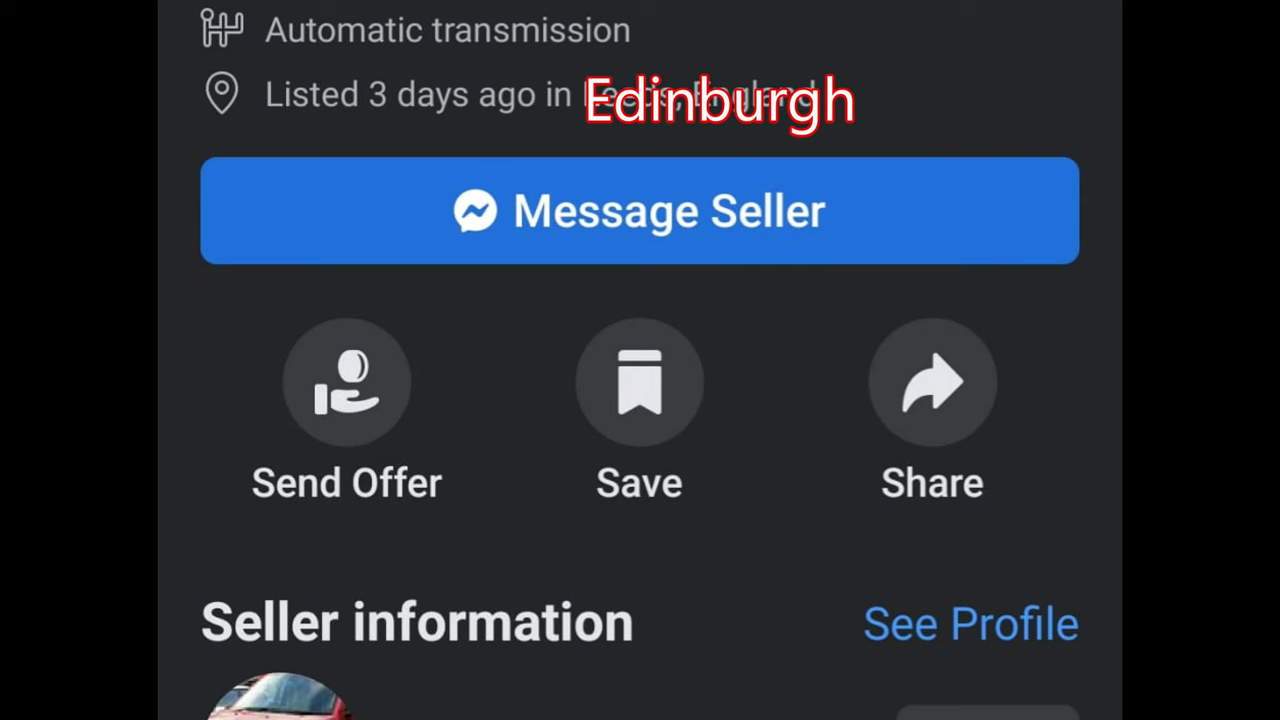 Automatic transmission
Listed 3 days ago in Edinburgh
Message Seller
Send Offer
Save
Share
Seller information
See Profile